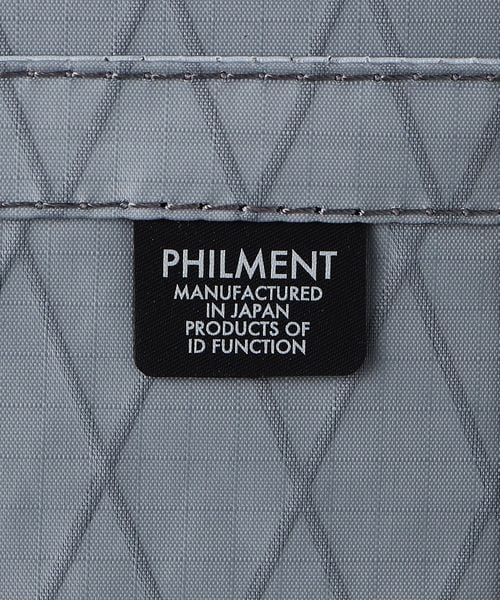 PHILMENT
MANUFACTURED
IN JAPAN
PRODUCTS OF
ID FUNCTION